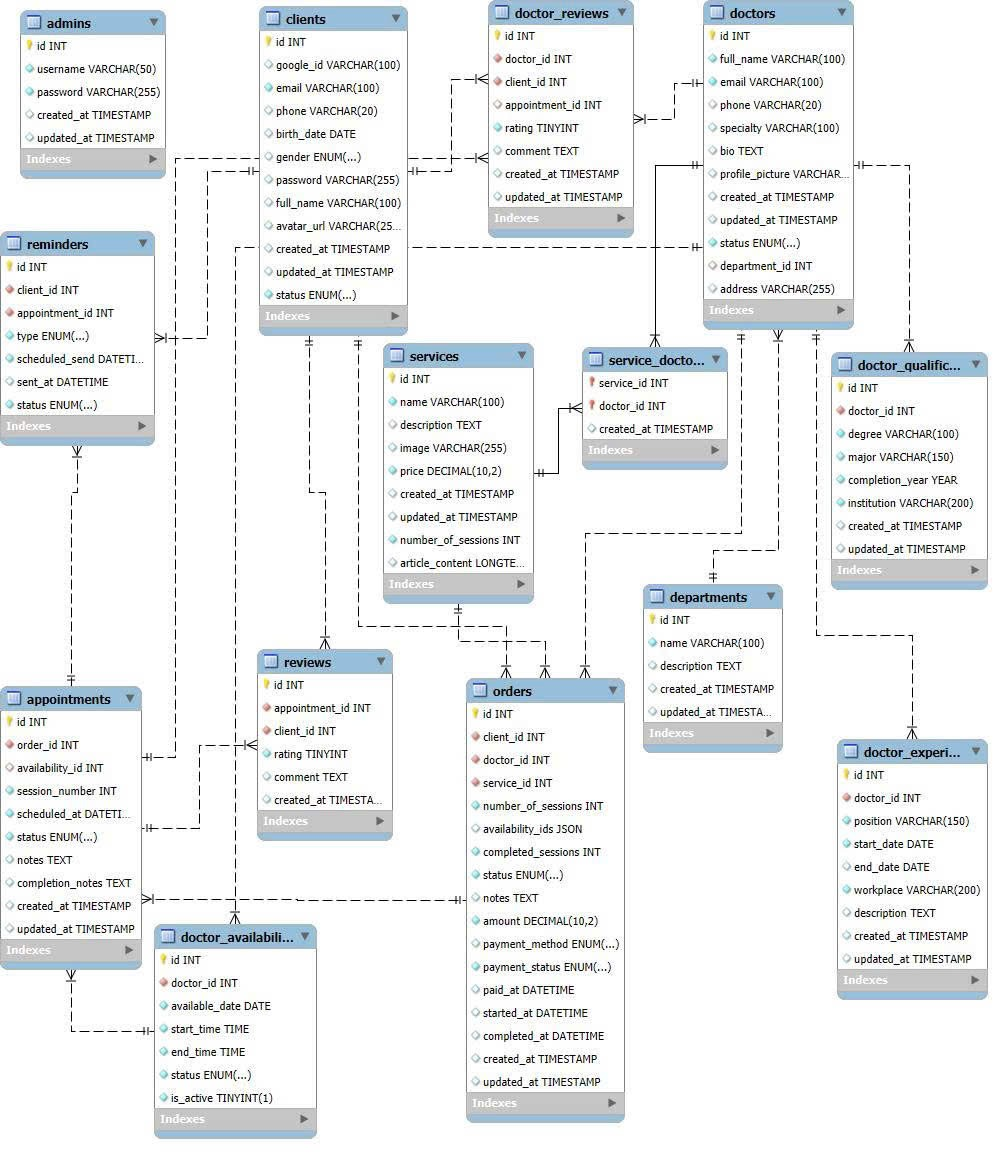 admins
id INT
username VARCHAR(50)
password VARCHAR(255)
created_at TIMESTAMP
updated_at TIMESTAMP
Indexes
clients
id INT
google_id VARCHAR(100)
email VARCHAR(100)
phone VARCHAR(20)
birth_date DATE
gender ENUM(...)
password VARCHAR(255)
full_name VARCHAR(100)
avatar_url VARCHAR(25...
created_at TIMESTAMP
updated_at TIMESTAMP
status ENUM(...)
Indexes
doctor_reviews
id INT
doctor_id INT
client_id INT
appointment_id INT
rating TINYINT
comment TEXT
created_at TIMESTAMP
updated_at TIMESTAMP
Indexes
doctors
id INT
full_name VARCHAR(100)
email VARCHAR(100)
phone VARCHAR(20)
specialty VARCHAR(100)
bio TEXT
profile_picture VARCHAR...
created_at TIMESTAMP
updated_at TIMESTAMP
status ENUM(...)
department_id INT
address VARCHAR(255)
Indexes
reminders
id INT
client_id INT
appointment_id INT
type ENUM(...)
scheduled_send DATETI...
sent_at DATETIME
status ENUM(...)
Indexes
services
id INT
name VARCHAR(100)
description TEXT
image VARCHAR(255)
price DECIMAL(10,2)
created_at TIMESTAMP
updated_at TIMESTAMP
number_of_sessions INT
article_content LONGTE...
Indexes
service_docto...
service_id INT
doctor_id INT
created_at TIMESTAMP
Indexes
doctor_qualific...
id INT
doctor_id INT
degree VARCHAR(100)
major VARCHAR(150)
completion_year YEAR
institution VARCHAR(200)
created_at TIMESTAMP
updated_at TIMESTAMP
Indexes
departments
id INT
name VARCHAR(100)
description TEXT
created_at TIMESTAMP
updated_at TIMESTA...
Indexes
reviews
id INT
appointment_id INT
client_id INT
rating TINYINT
comment TEXT
created_at TIMESTA...
Indexes
appointments
id INT
order_id INT
availability_id INT
session_number INT
scheduled_at DATETI...
status ENUM(...)
notes TEXT
completion_notes TEXT
created_at TIMESTAMP
updated_at TIMESTAMP
Indexes
orders
id INT
client_id INT
doctor_id INT
service_id INT
number_of_sessions INT
availability_ids JSON
completed_sessions INT
status ENUM(...)
notes TEXT
amount DECIMAL(10,2)
payment_method ENUM(...)
payment_status ENUM(...)
paid_at DATETIME
started_at DATETIME
completed_at DATETIME
created_at TIMESTAMP
updated_at TIMESTAMP
Indexes
doctor_experi...
id INT
doctor_id INT
position VARCHAR(150)
start_date DATE
end_date DATE
workplace VARCHAR(200)
description TEXT
created_at TIMESTAMP
updated_at TIMESTAMP
Indexes
doctor_availabili...
id INT
doctor_id INT
available_date DATE
start_time TIME
end_time TIME
status ENUM(...)
is_active TINYINT(1)
Indexes